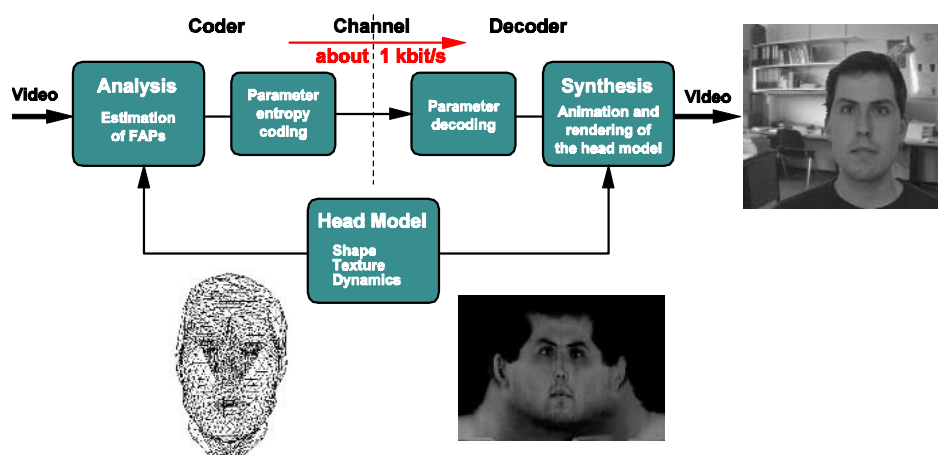 Coder
Channel
Decoder
about 1 kbit/s
Video
Analysis
Estimation
of FAPs
Parameter
entropy
coding
Parameter
decoding
Synthesis
Animation and
rendering of
the head model
Video
Head Model
Shape
Texture
Dynamics